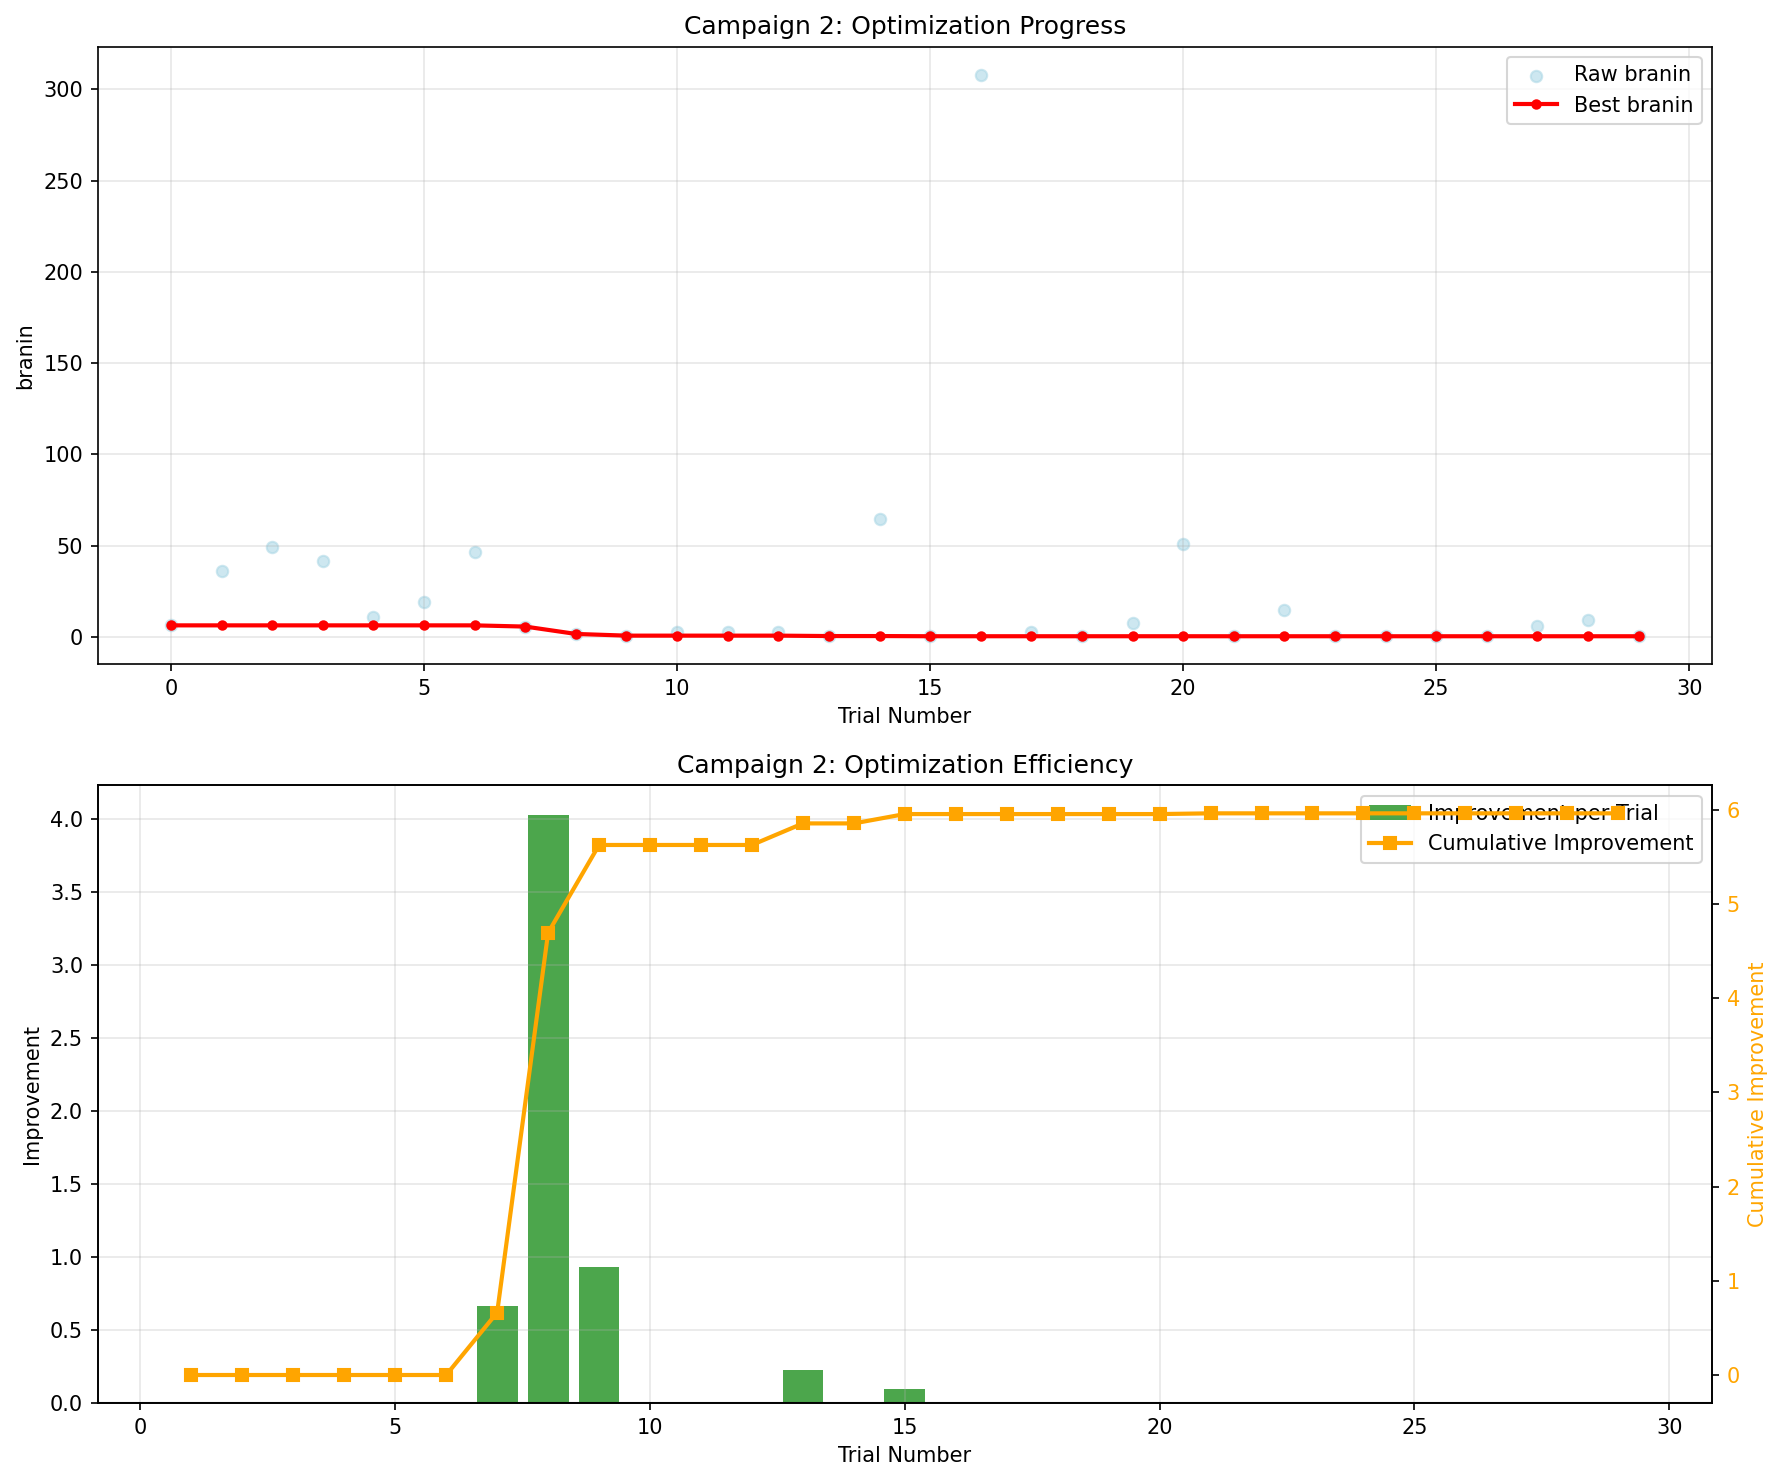 Campaign 2: Optimization Progress
Raw branin
Best branin
300
250
200
150
100
50
0
branin
0 5 10 15 20 25 30
Trial Number
Campaign 2: Optimization Efficiency
Improvement per Trial
Cumulative Improvement
4.0
3.5
3.0
2.5
2.0
1.5
1.0
0.5
0.0
Improvement
6
5
4
3
2
1
0
Cumulative Improvement
0 5 10 15 20 25 30
Trial Number